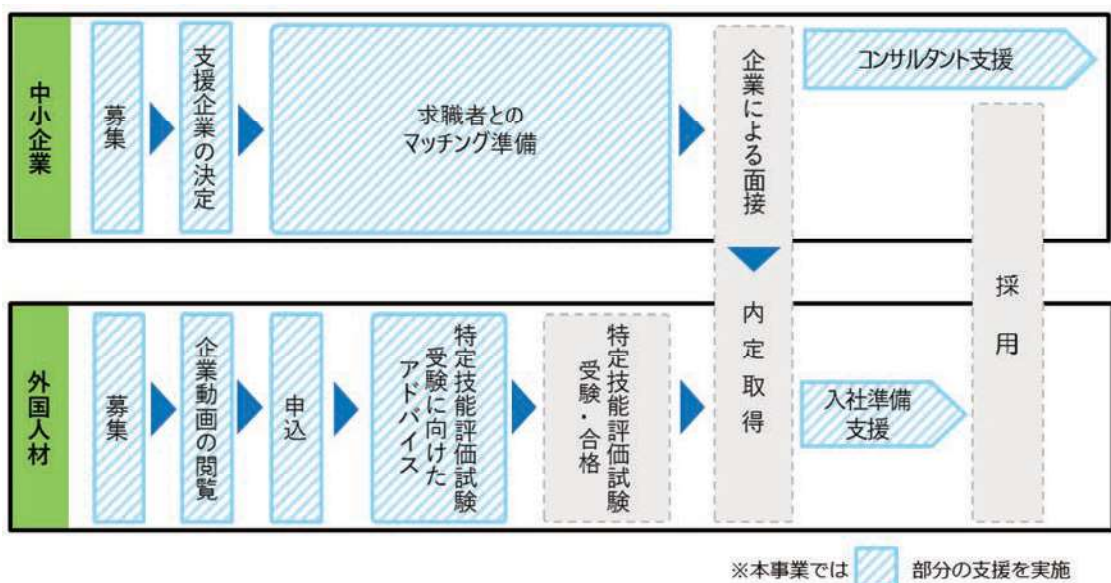 中小企業
募集
支援企業の決定
求職者との
マッチング準備
企業による面接
コンサルタント支援
外国人材
募集
企業動画の閲覧
申込
特定技能評価試験
受験に向けた
アドバイス
特定技能評価試験
受験・合格
内定取得
入社準備
支援
採用
※本事業では 部分の支援を実施